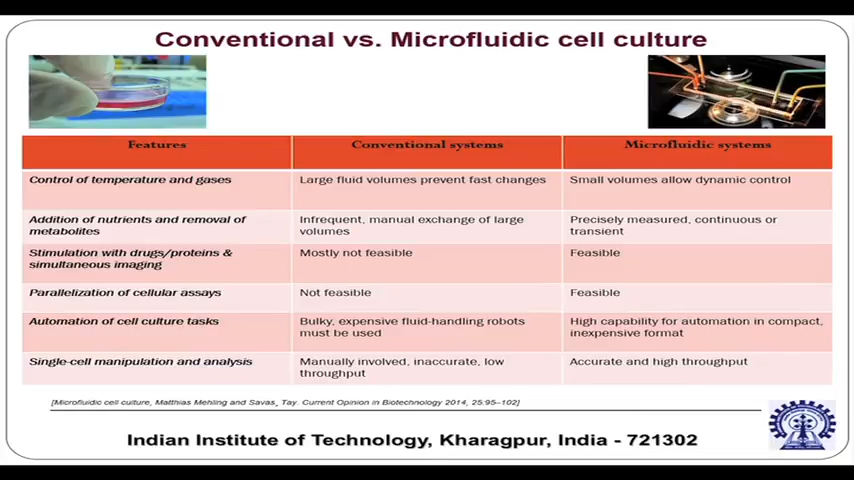 Conventional vs. Microfluidic cell culture
Features
Conventional systems
Microfluidic systems
Control of temperature and gases
Large fluid volumes prevent fast changes
Small volumes allow dynamic control
Addition of nutrients and removal of
metabolites
Infrequent, manual exchange of large
volumes
Precisely measured, continuous or
transient
Stimulation with drugs/proteins &
simultaneous imaging
Mostly not feasible
Feasible
Parallelization of cellular assays
Not feasible
Feasible
Automation of cell culture tasks
Bulky, expensive fluid-handling robots
must be used
High capability for automation in compact,
inexpensive format
Single-cell manipulation and analysis
Manually involved, inaccurate, low
throughput
Accurate and high throughput
[Microfluidic cell culture, Matthias Mehling and Savas¸ Tay. Current Opinion in Biotechnology 2014, 25:95–102]
Indian Institute of Technology, Kharagpur, India - 721302